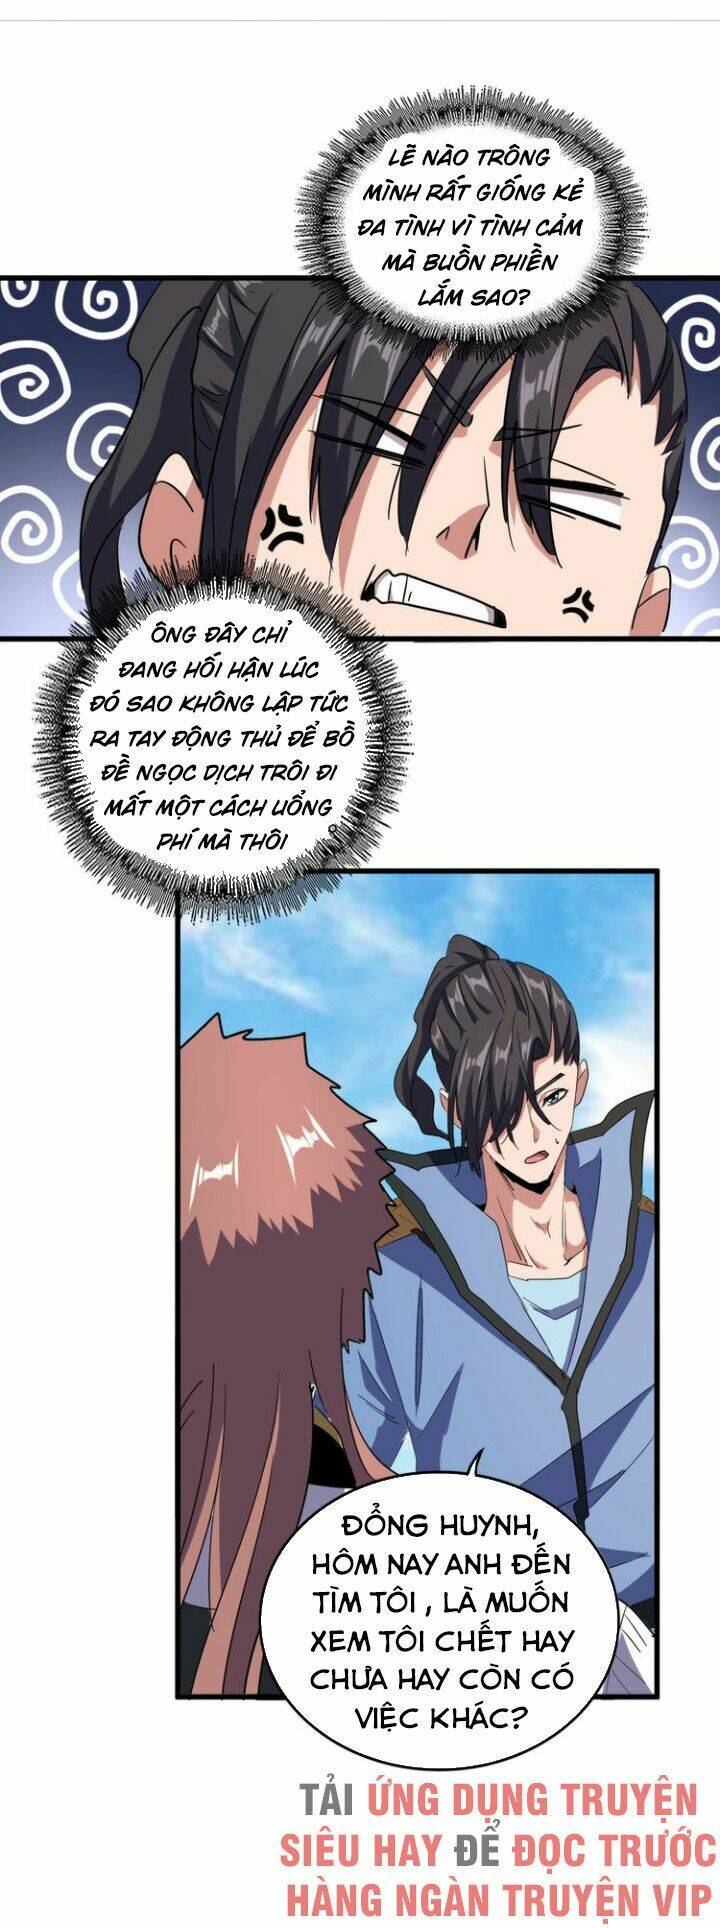 LẼ NÀO TRÔNG
MÌNH RẤT GIỐNG KẺ
ĐA TÌNH VÌ TÌNH CẢM
MÀ BUỒN PHIỀN
LẮM SAO?
ÔNG ĐÂY CHỈ
ĐANG HỐI HẬN LÚC
ĐÓ SAO KHÔNG LẬP TỨC
RA TAY ĐỘNG THỦ ĐỂ BỒ
ĐỀ NGỌC DỊCH TRÔI ĐI
MẤT MỘT CÁCH UỔNG
PHÍ MÀ THÔI
ĐỔNG HUYNH,
HÔM NAY ANH ĐẾN
TÌM TÔI , LÀ MUỐN
XEM TÔI CHẾT HAY
CHƯA HAY CÒN CÓ
VIỆC KHÁC?
TẢI ỨNG DỤNG TRUYỆN
SIÊU HAY ĐỂ ĐỌC TRƯỚC
HÀNG NGÀN TRUYỆN VIP